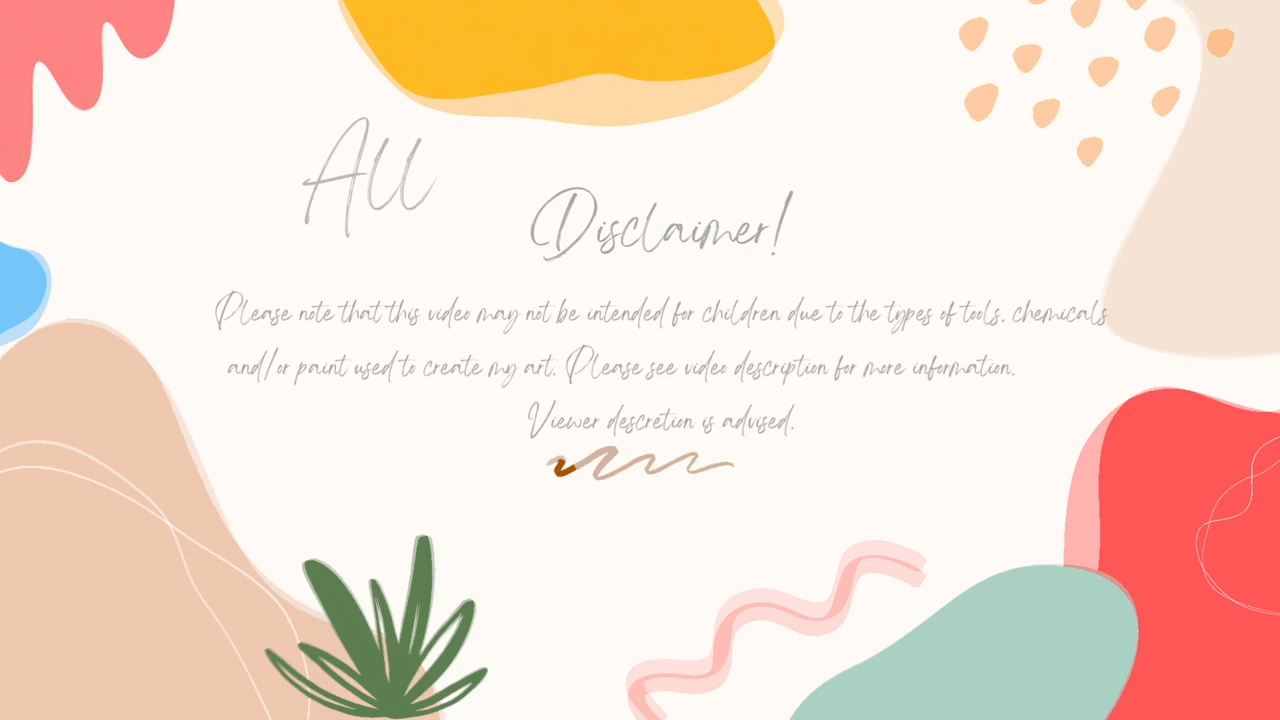 All
Disclaimer!
Please note that this video may not be intended for children due to the types of tools, chemicals
and/or paint used to create my art. Please see video description for more information.
Viewer descretion is advised.